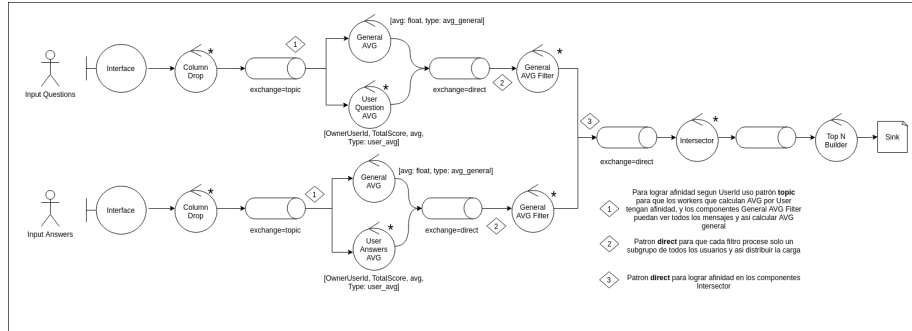 [avg: float, type: avg_general]
1
General
AVG
*
Input Questions
Interface
Column
Drop
*
exchange=topic
User
Question
AVG
*
[OwnerUserId, TotalScore, avg,
Type: user_avg]
exchange=direct
2
General
AVG Filter
*
3
exchange=direct
Intersector
*
Top N
Builder
Sink
Input Answers
Interface
Column
Drop
*
exchange=topic
1
General
AVG
[avg: float, type: avg_general]
User
Answers
AVG
*
[OwnerUserId, TotalScore, avg,
Type: user_avg]
exchange=direct
2
General
AVG Filter
*
1
Para lograr afinidad segun UserId uso patrón topic
para que los workers que calculan AVG por User
tengan afinidad, y los componentes General AVG Filter
puedan ver todos los mensajes y asi calcular AVG
general
2
Patron direct para que cada filtro procese solo un
subgrupo de todos los usuarios y asi distribuir la carga
3
Patron direct para lograr afinidad en los componentes
Intersector